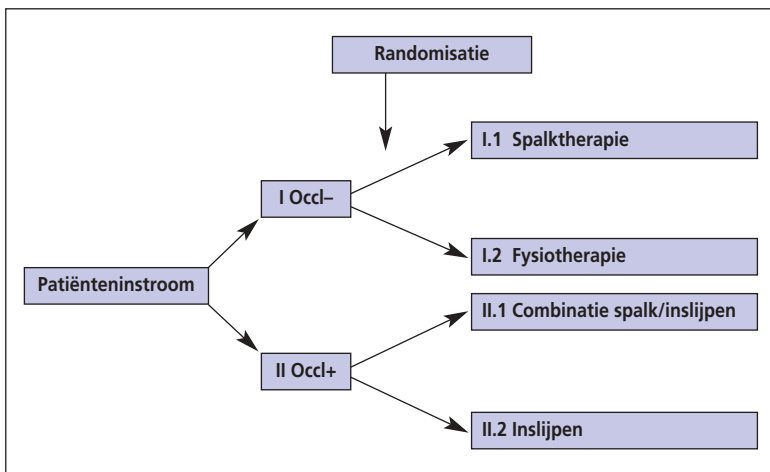 Randomisatie
I.1 Spalktherapie
I Occl–
I.2 Fysiotherapie
Patiënteninstroom
II.1 Combinatie spalk/inslijpen
II Occl+
II.2 Inslijpen